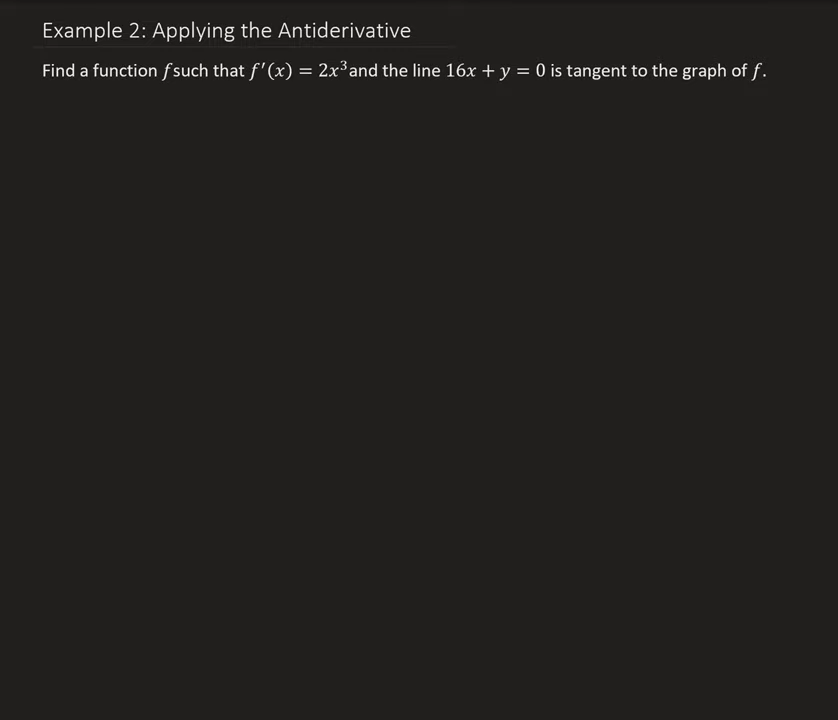 Example 2: Applying the Antiderivative
Find a function f such that f′(x) = 2x³ and the line 16x + y = 0 is tangent to the graph of f.